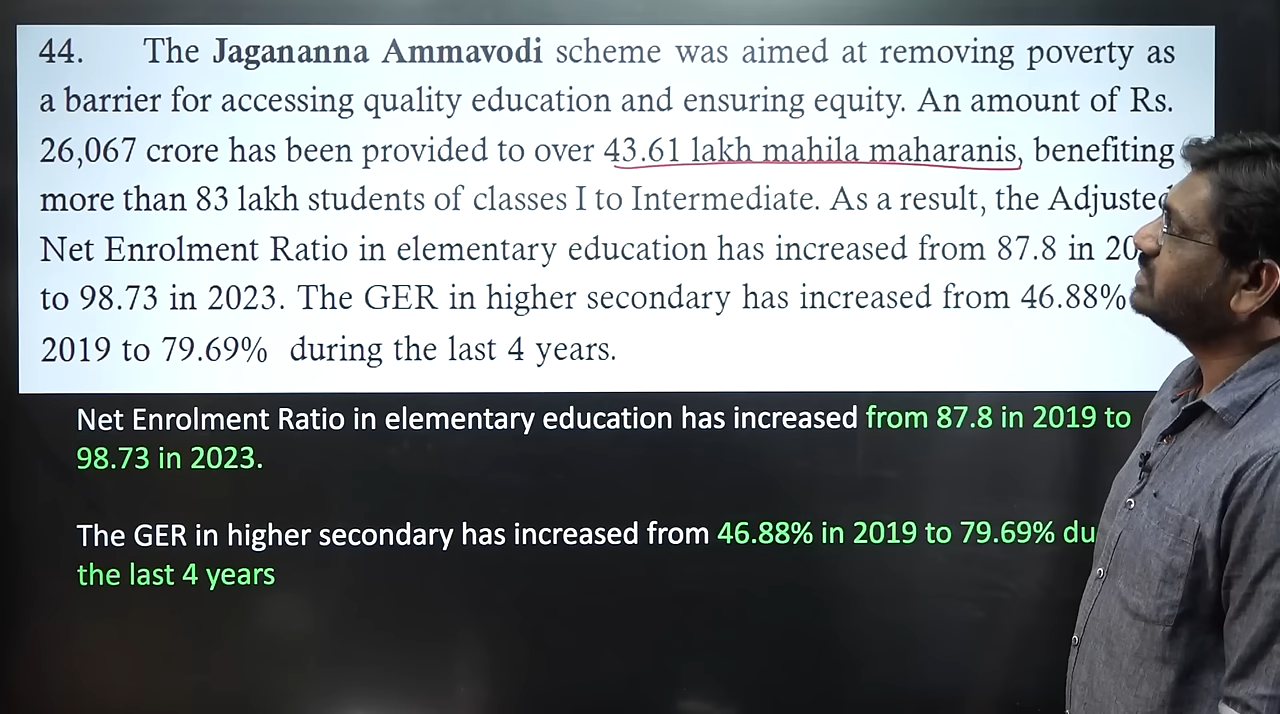 44. The Jagananna Ammavodi scheme was aimed at removing poverty as
a barrier for accessing quality education and ensuring equity. An amount of Rs.
26,067 crore has been provided to over 43.61 lakh mahila maharanis, benefiting
more than 83 lakh students of classes I to Intermediate. As a result, the Adjusted
Net Enrolment Ratio in elementary education has increased from 87.8 in
to 98.73 in 2023. The GER in higher secondary has increased from 46.88%
2019 to 79.69% during the last 4 years.
Net Enrolment Ratio in elementary education has increased from 87.8 in 2019 to
98.73 in 2023.
The GER in higher secondary has increased from 46.88% in 2019 to 79.69%
the last 4 years